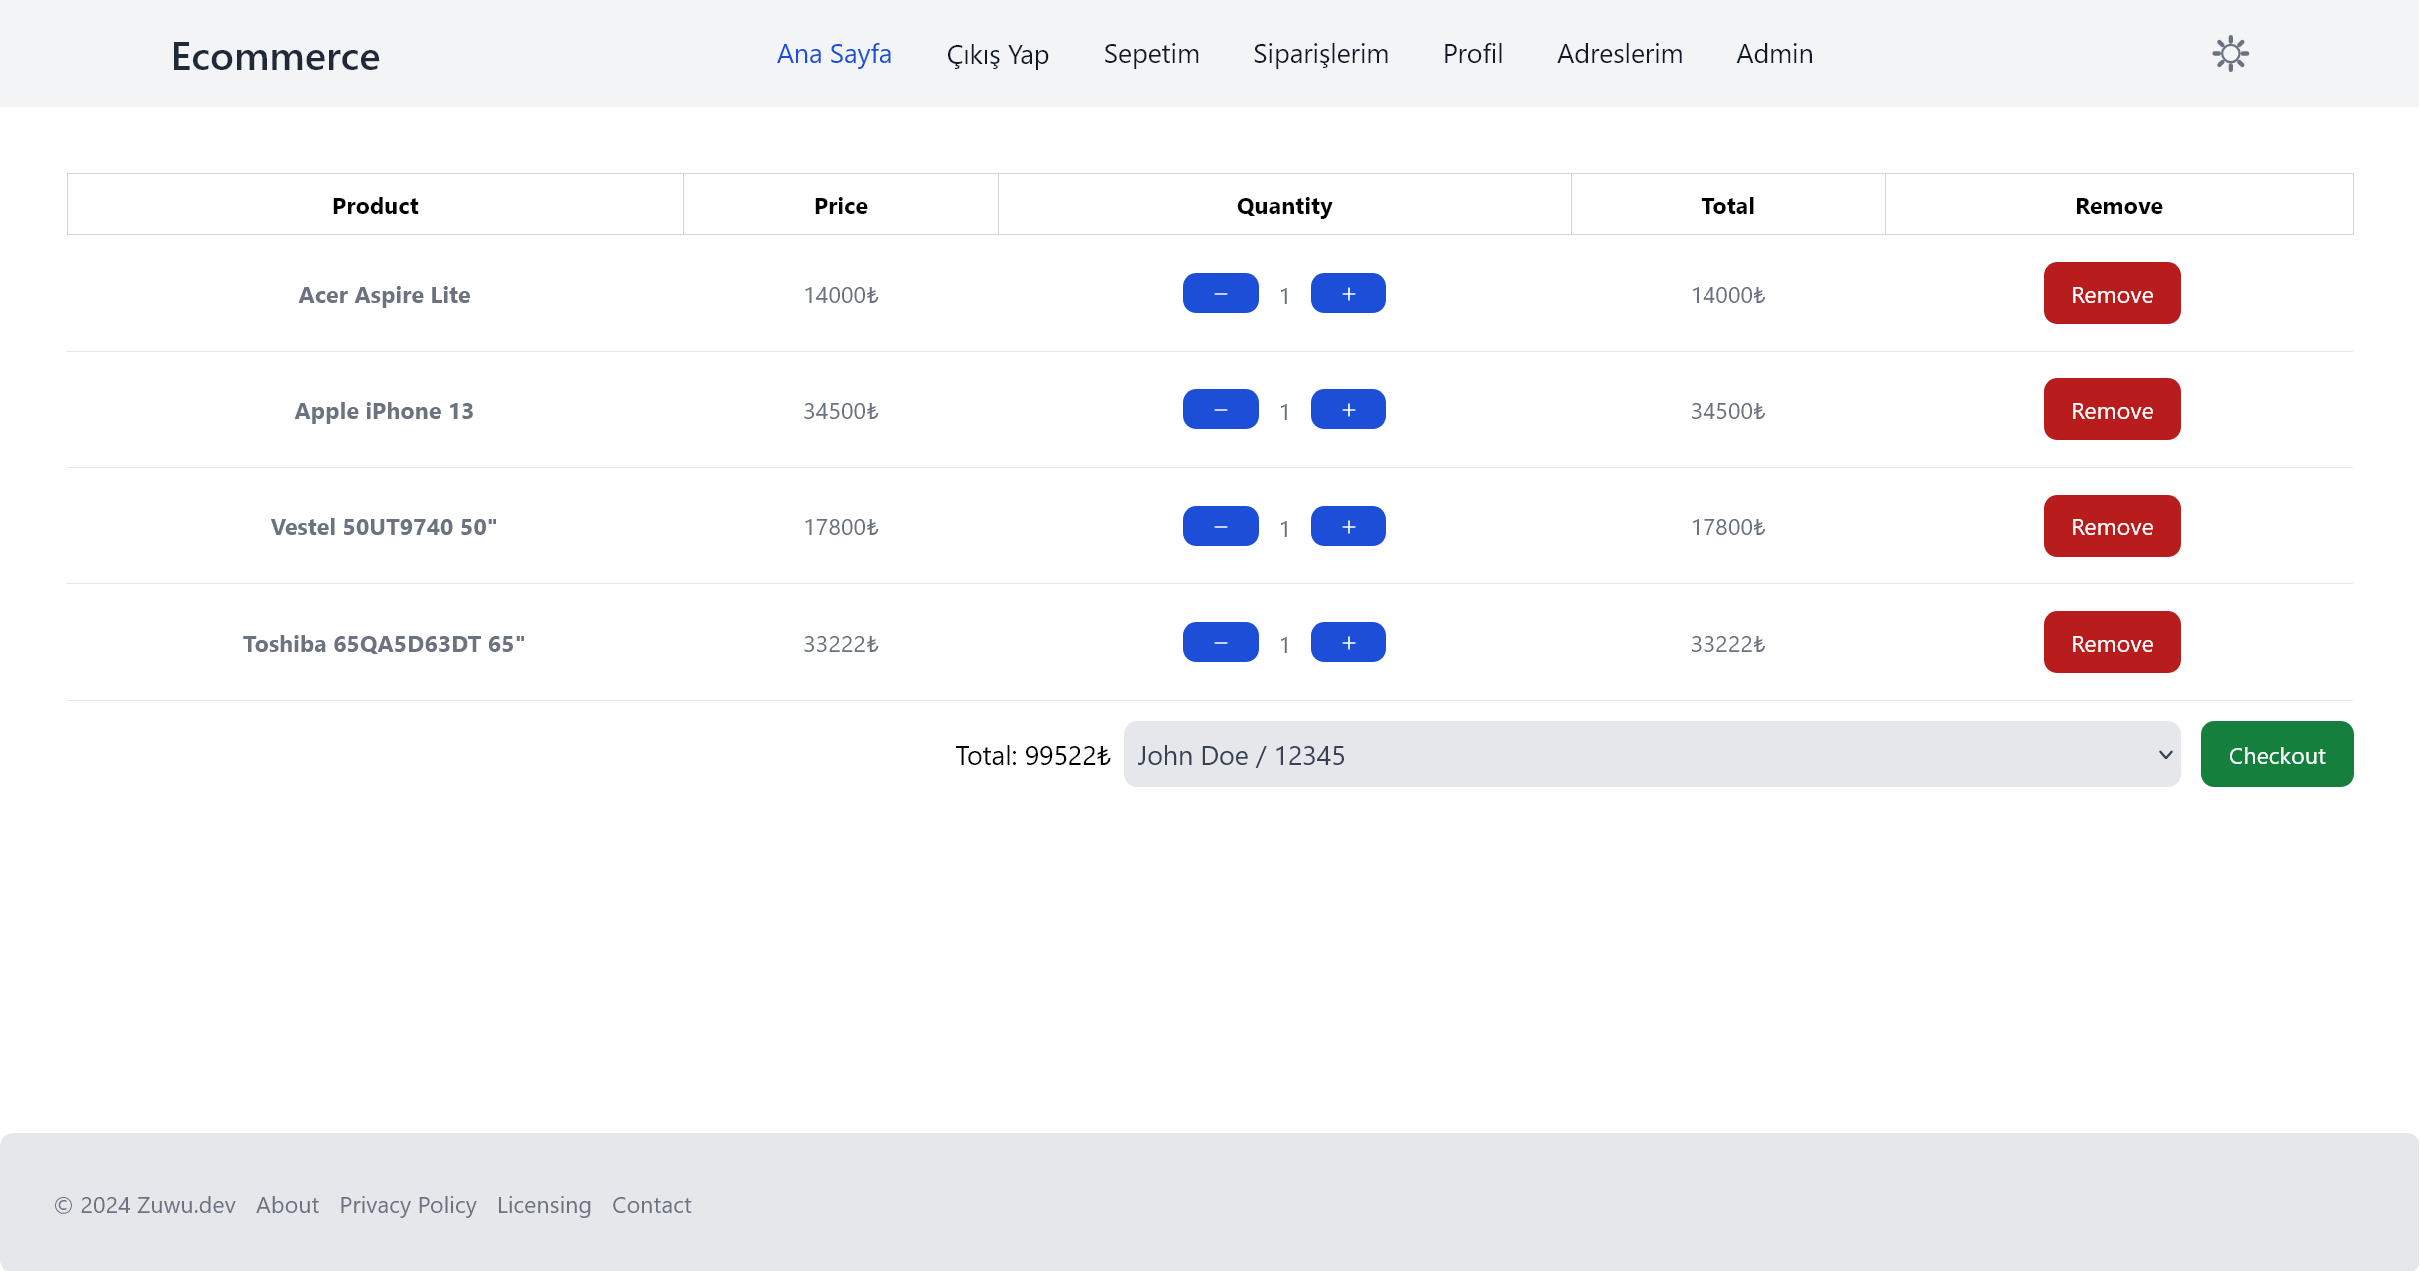 Ecommerce Ana Sayfa Çıkış Yap Sepetim Siparişlerim Profil Adreslerim Admin
Product Price Quantity Total Remove
Acer Aspire Lite 14000₺ − 1 + 14000₺ Remove
Apple iPhone 13 34500₺ − 1 + 34500₺ Remove
Vestel 50UT9740 50" 17800₺ − 1 + 17800₺ Remove
Toshiba 65QA5D63DT 65" 33222₺ − 1 + 33222₺ Remove
Total: 99522₺ John Doe / 12345 Checkout
© 2024 Zuwu.dev About Privacy Policy Licensing Contact